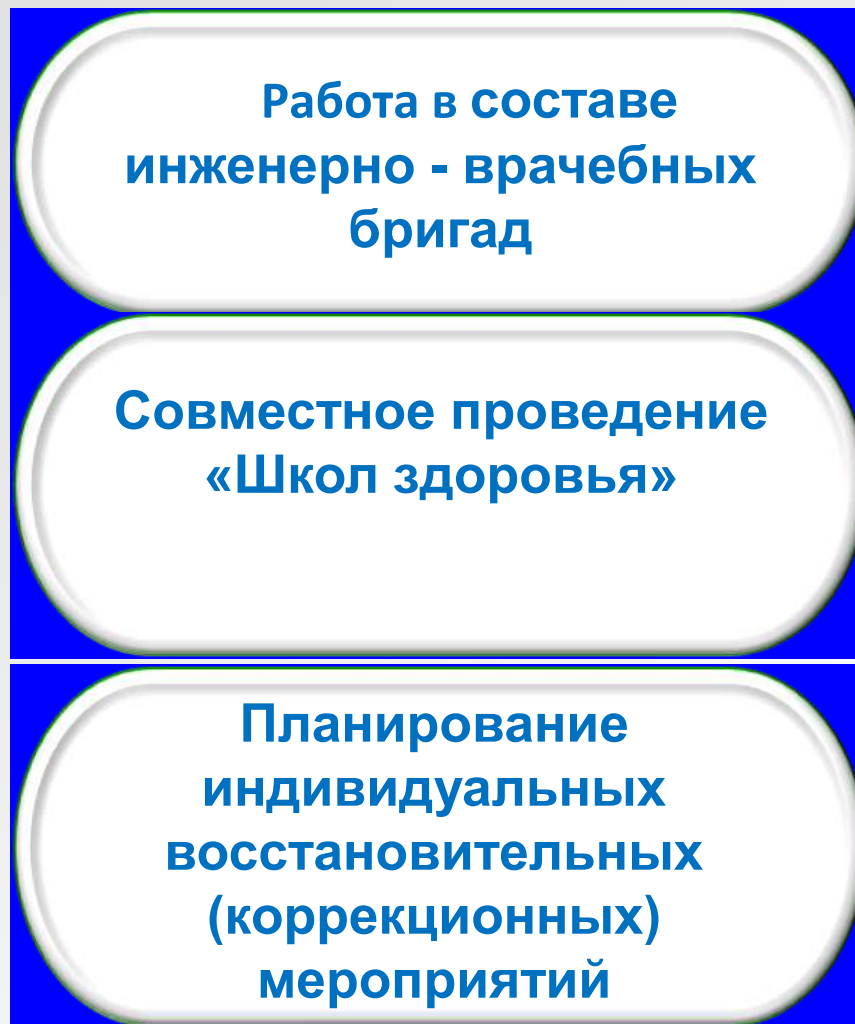 Работа в составе
инженерно - врачебных
бригад
Совместное проведение
«Школ здоровья»
Планирование
индивидуальных
восстановительных
(коррекционных)
мероприятий